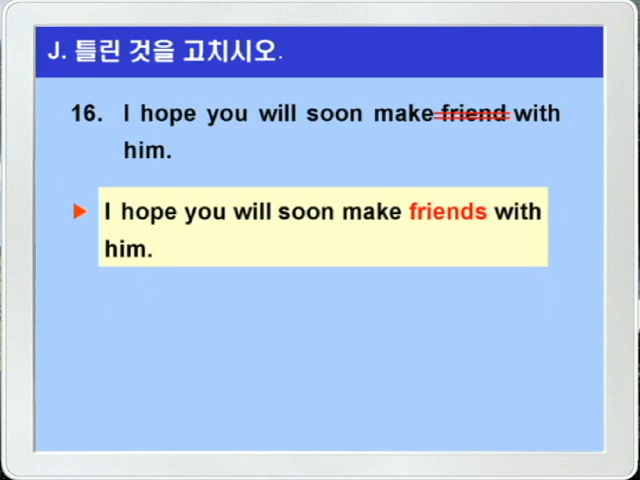 J. 틀린 것을 고치시오.
16. I hope you will soon make friend with
him.
I hope you will soon make friends with
him.